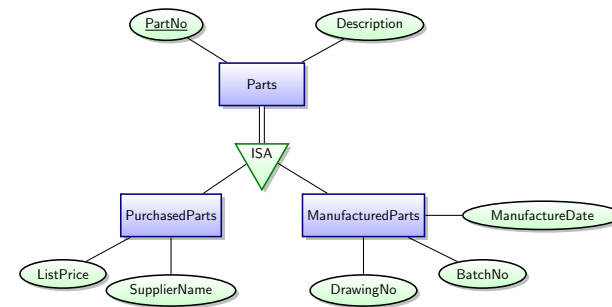 PartNo
Description
Parts
ISA
PurchasedParts
ManufacturedParts
ManufactureDate
ListPrice
SupplierName
DrawingNo
BatchNo